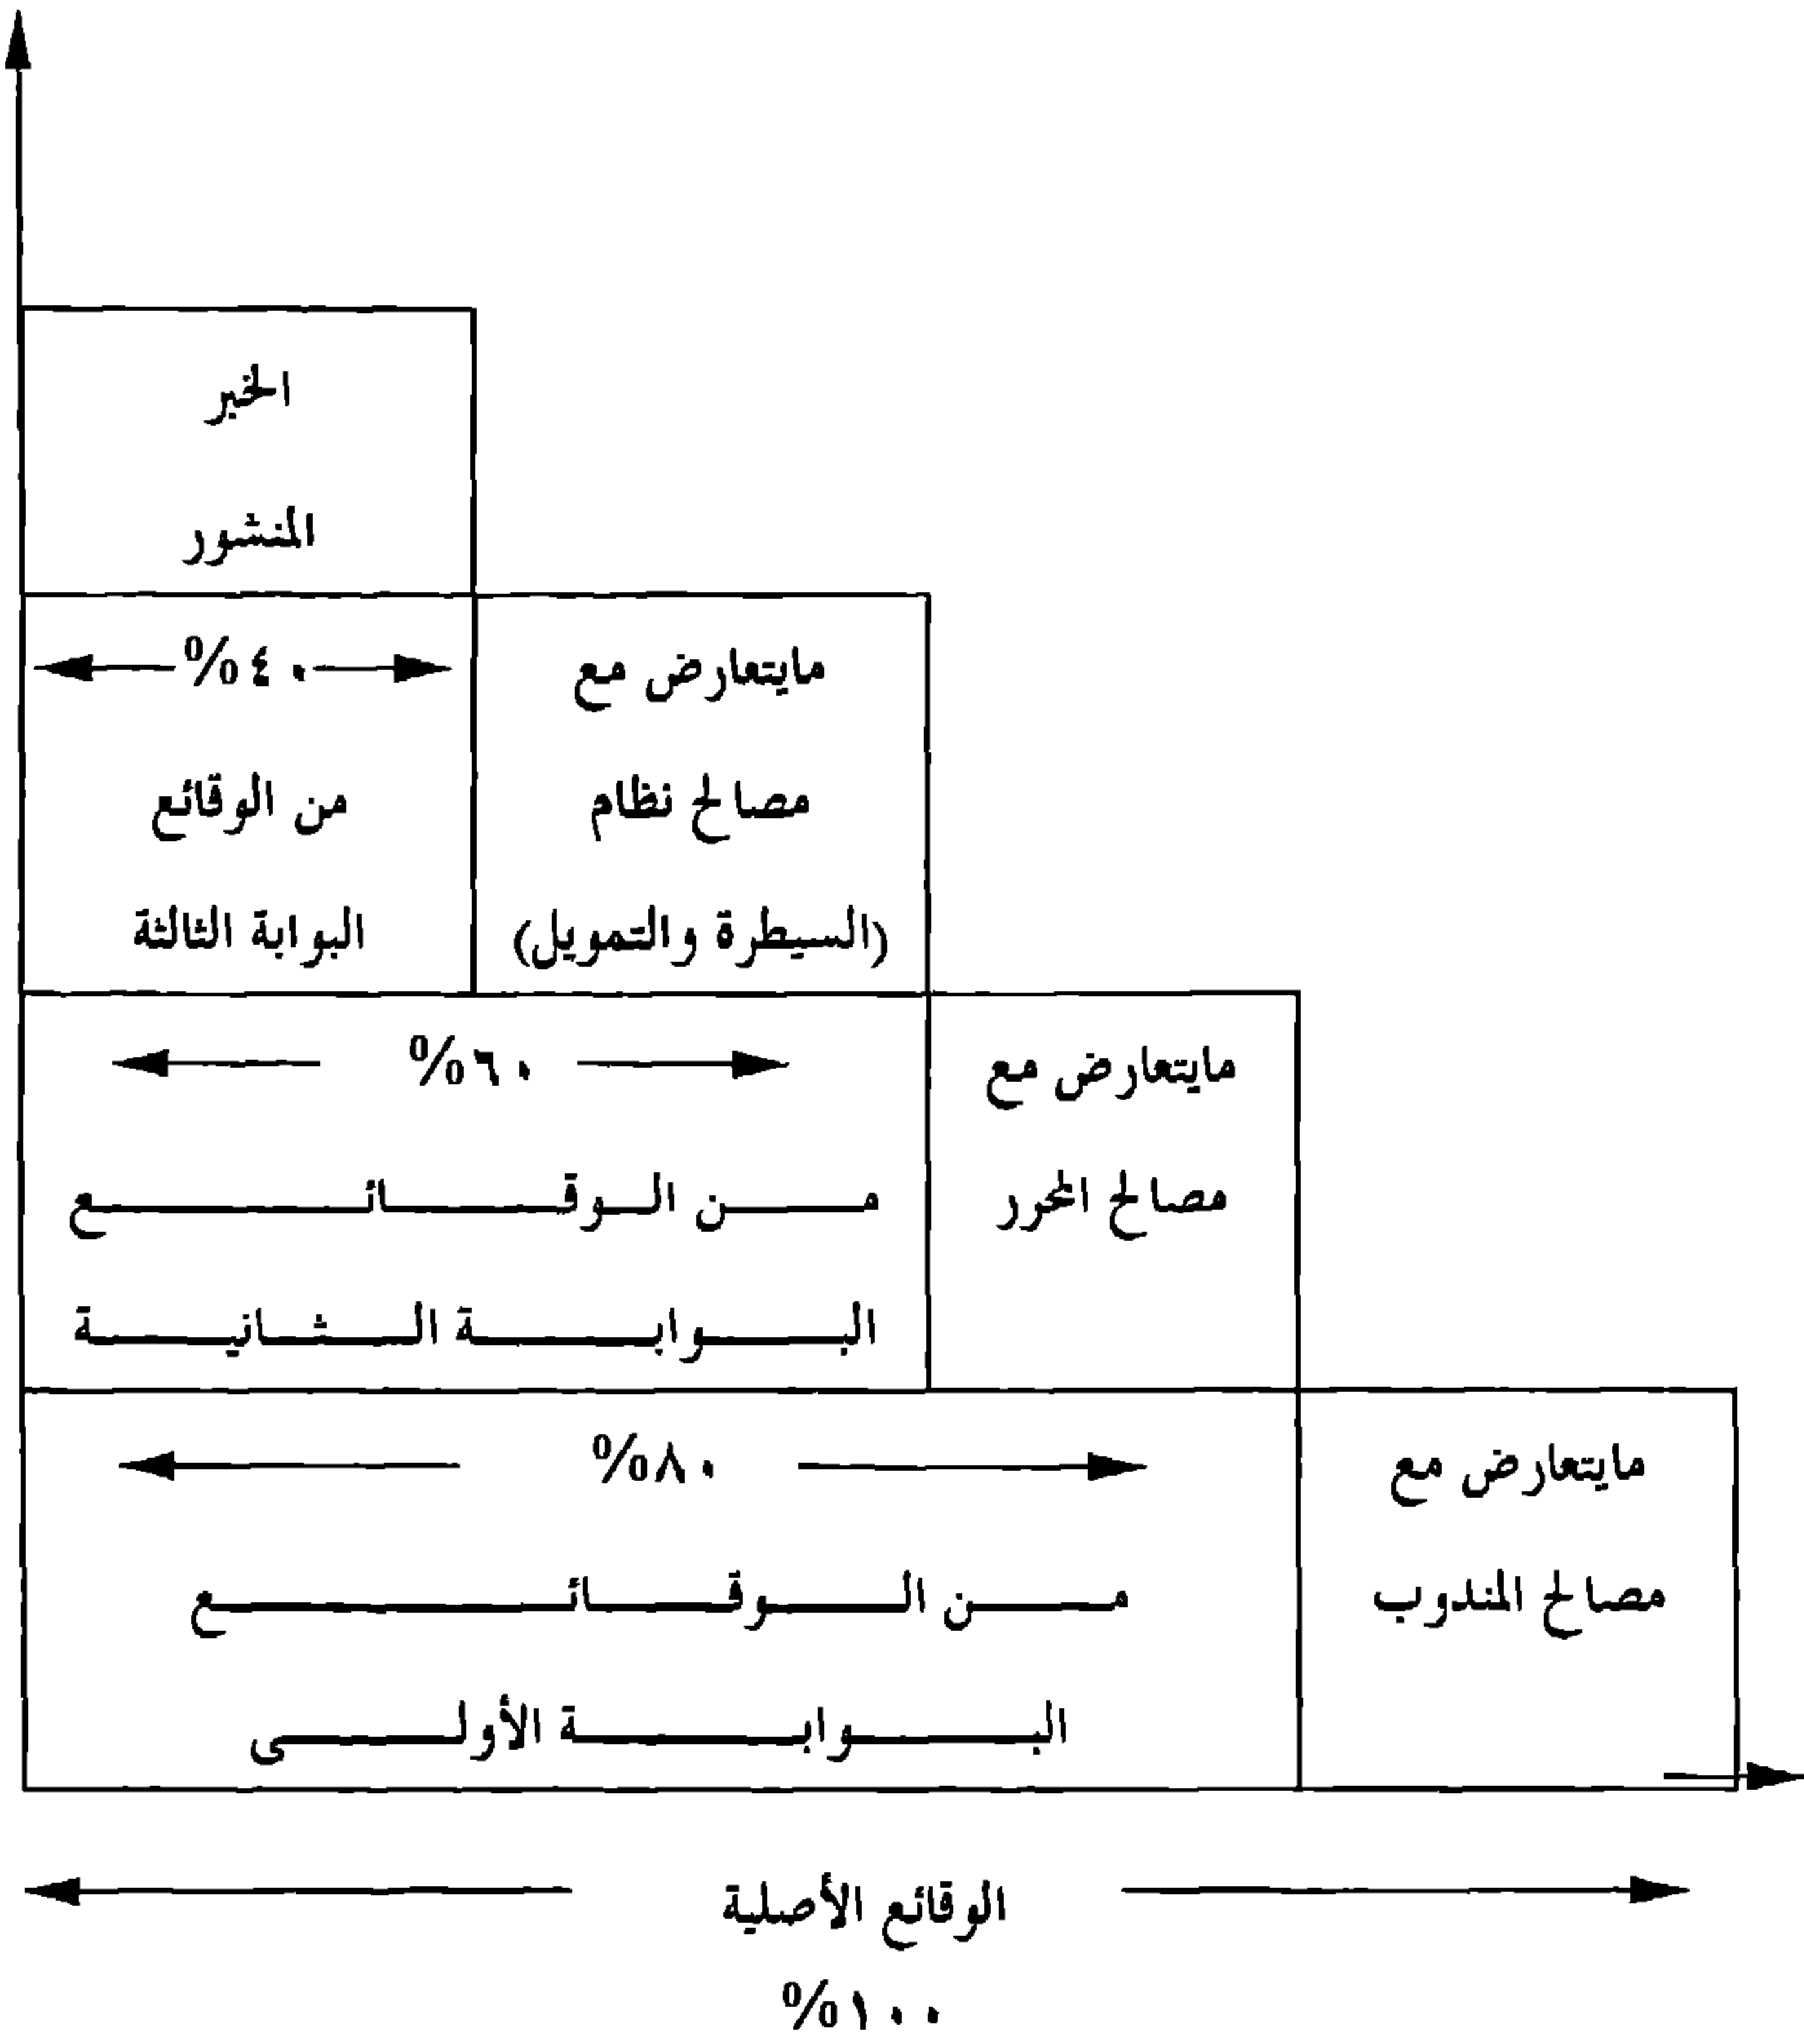 الخبر
المنشور
مايتعارض مع
مصالح نظام
(السيطرة والتمويل)
%٤٠
من الوقائع
البوابة الثالثة
مايتعارض مع
مصالح المحرر
%٦٠
من الوقائع
البوابة الثانية
مايتعارض مع
مصالح المندوب
%٨٠
من الوقائع
البوابة الأولى
الوقائع الأصلية
%١٠٠